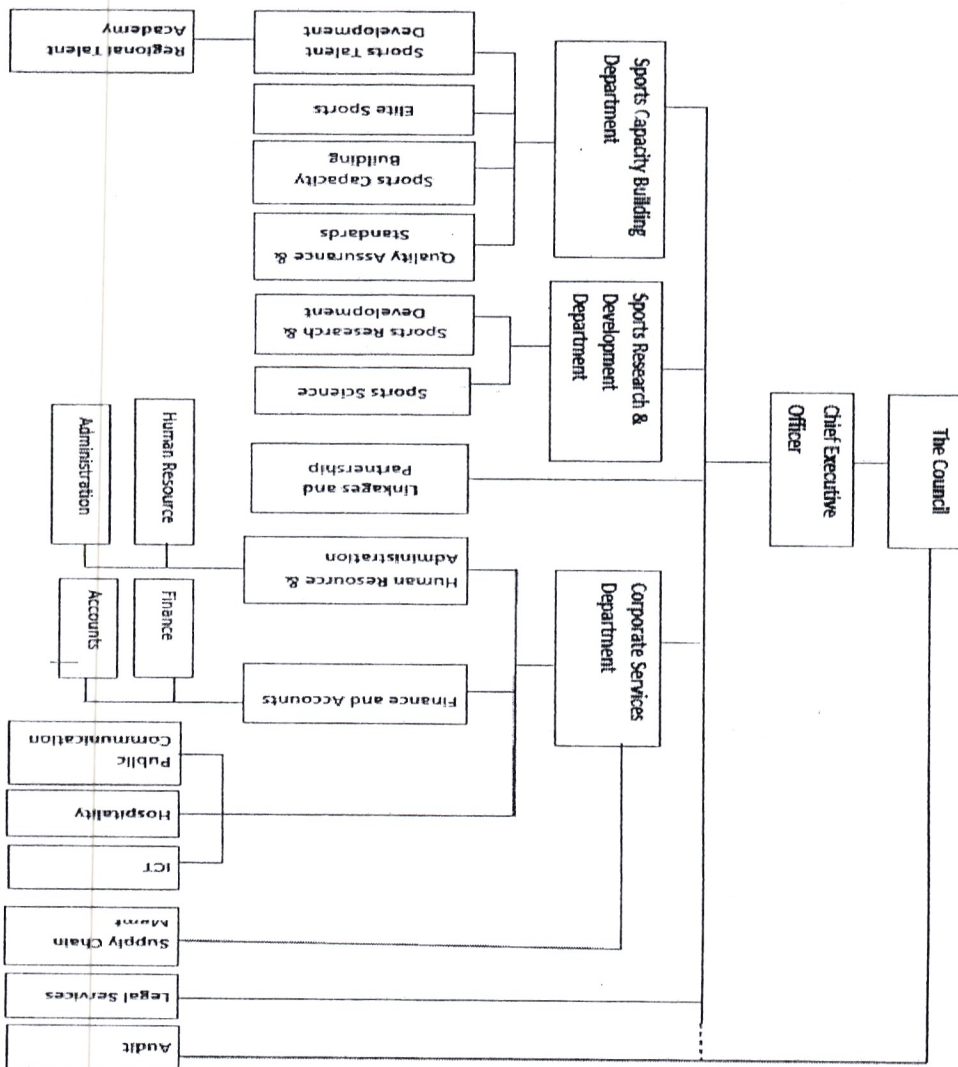 The Council
Chief Executive
Officer
Sports Capacity Building
Department
Sports Research &
Development
Department
Corporate Services
Department
Sports Talent
Development
Elite Sports
Sports Capacity
Building
Quality Assurance &
Standards
Sports Research &
Development
Sports Science
Linkages and
Partnership
Human Resource &
Administration
Finance and Accounts
Regional Talent
Academy
Human Resource
Administration
Finance
Accounts
Public
Communication
Hospitality
ICT
Supply Chain
Mgmt
Legal Services
Audit